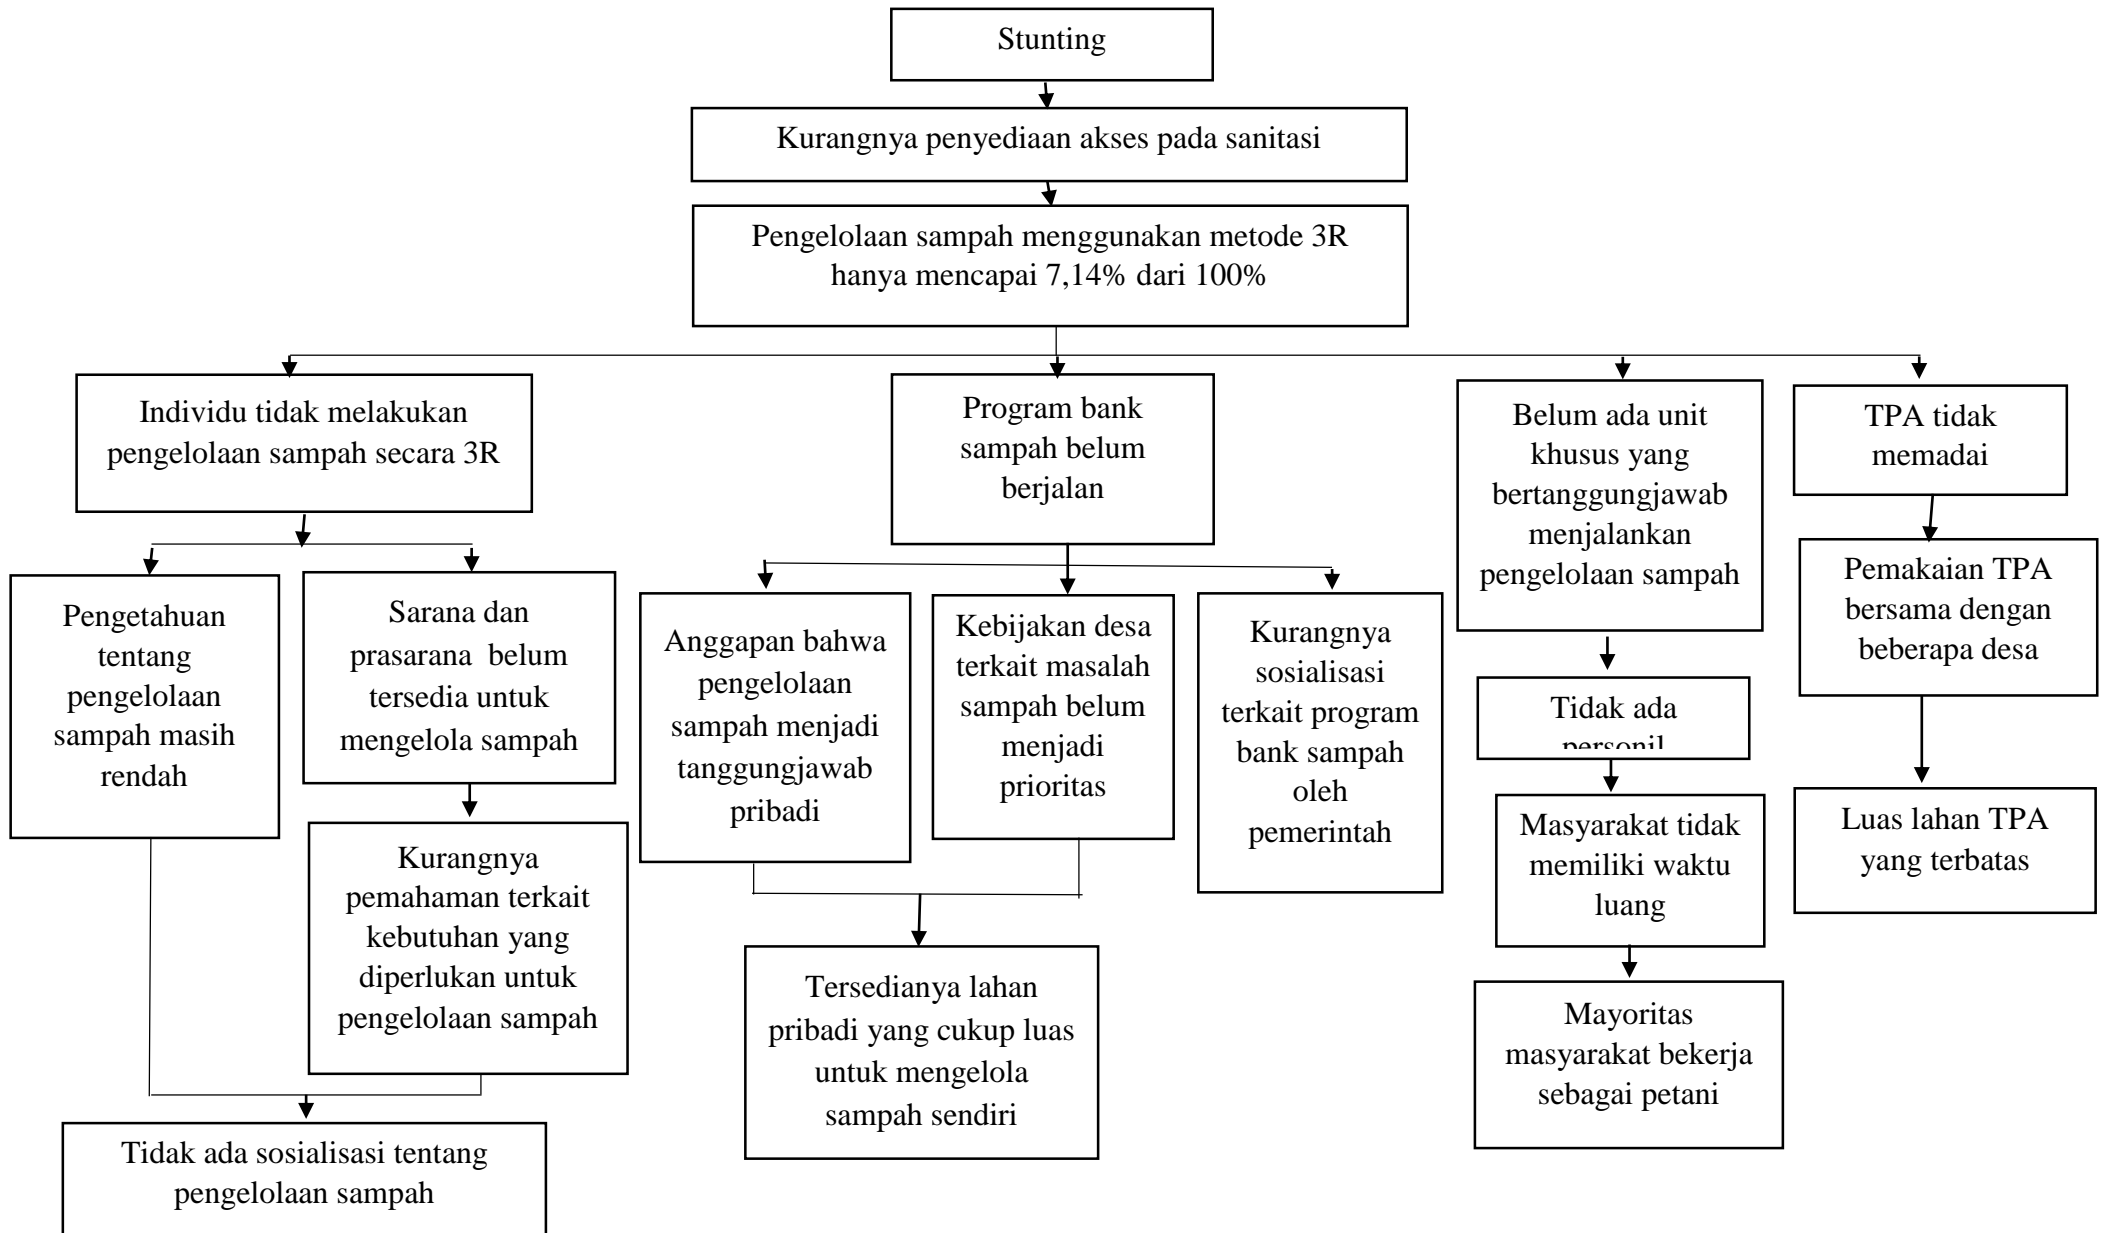 Stunting
Kurangnya penyediaan akses pada sanitasi
Pengelolaan sampah menggunakan metode 3R
hanya mencapai 7,14% dari 100%
Individu tidak melakukan
pengelolaan sampah secara 3R
Program bank
sampah belum
berjalan
Belum ada unit
khusus yang
bertanggungjawab
menjalankan
pengelolaan sampah
TPA tidak
memadai
Pengetahuan
tentang
pengelolaan
sampah masih
rendah
Sarana dan
prasarana belum
tersedia untuk
mengelola sampah
Anggapan bahwa
pengelolaan
sampah menjadi
tanggungjawab
pribadi
Kebijakan desa
terkait masalah
sampah belum
menjadi
prioritas
Kurangnya
sosialisasi
terkait program
bank sampah
oleh
pemerintah
Tidak ada
personil
Pemakaian TPA
bersama dengan
beberapa desa
Kurangnya
pemahaman terkait
kebutuhan yang
diperlukan untuk
pengelolaan sampah
Masyarakat tidak
memiliki waktu
luang
Luas lahan TPA
yang terbatas
Tersedianya lahan
pribadi yang cukup luas
untuk mengelola
sampah sendiri
Mayoritas
masyarakat bekerja
sebagai petani
Tidak ada sosialisasi tentang
pengelolaan sampah